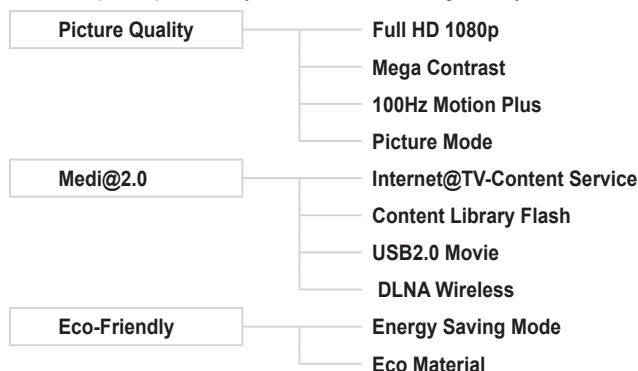 Picture Quality
Full HD 1080p
Mega Contrast
100Hz Motion Plus
Picture Mode
Medi@2.0
Internet@TV-Content Service
Content Library Flash
USB2.0 Movie
DLNA Wireless
Eco-Friendly
Energy Saving Mode
Eco Material